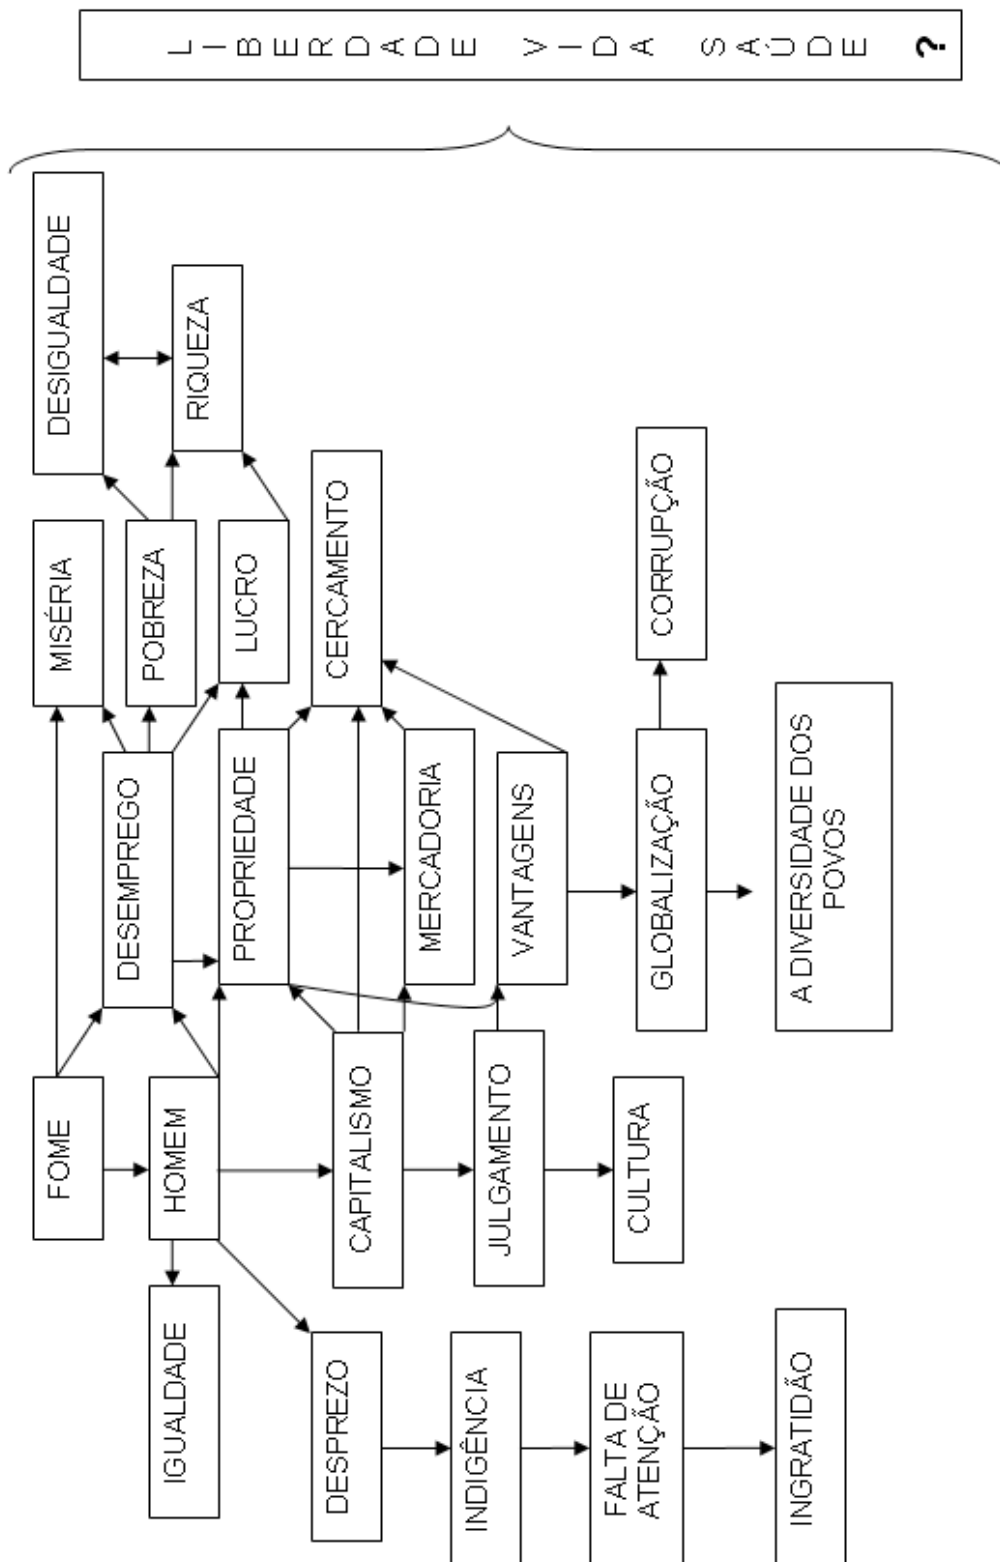 FOME
MISÉRIA
DESIGUALDADE
HOMEM
DESEMPREGO
POBREZA
RIQUEZA
IGUALDADE
PROPRIEDADE
LUCRO
DESPREZO
CAPITALISMO
CERCAMENTO
MERCADORIA
INDIGÊNCIA
JULGAMENTO
VANTAGENS
FALTA DE
ATENÇÃO
CULTURA
GLOBALIZAÇÃO
CORRUPÇÃO
INGRATIDÃO
A DIVERSIDADE DOS
POVOS
LIBERDADE VIDA SAÚDE ?